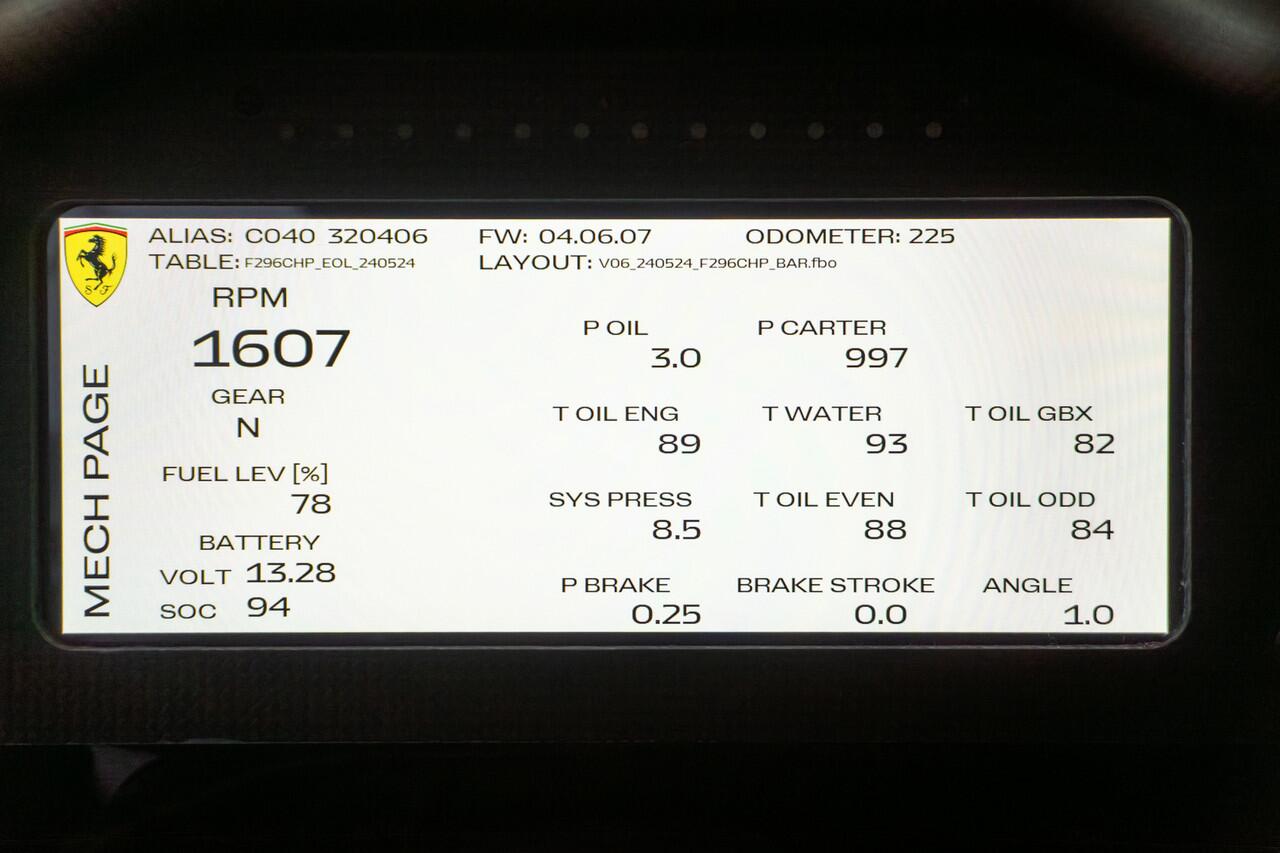 ALIAS: C040 320406 FW: 04.06.07 ODOMETER: 225
TABLE: F296CHP_EOL_240524 LAYOUT: V06_240524_F296CHP_BAR.fbo
S F
MECH PAGE
RPM
1607
GEAR
N
FUEL LEV [%]
78
BATTERY
VOLT 13.28
SOC 94
P OIL P CARTER
3.0 997
T OIL ENG T WATER T OIL GBX
89 93 82
SYS PRESS T OIL EVEN T OIL ODD
8.5 88 84
P BRAKE BRAKE STROKE ANGLE
0.25 0.0 1.0